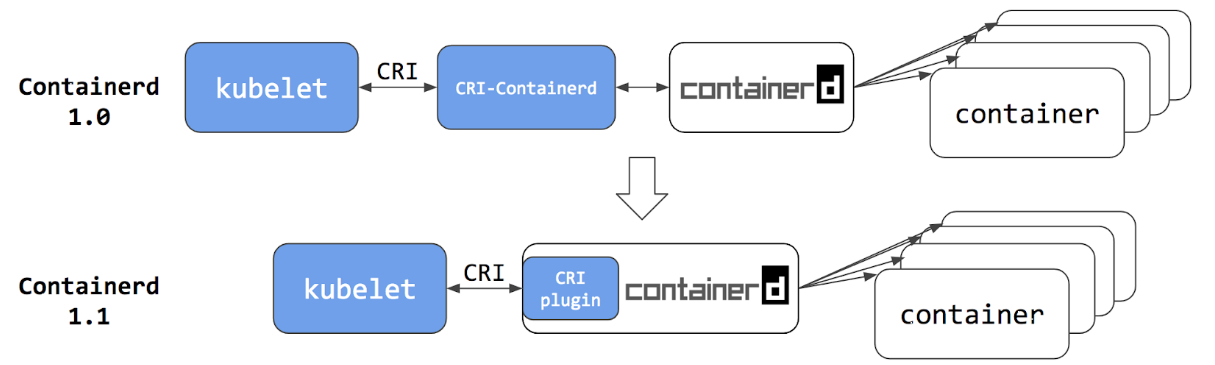 Containerd
1.0
kubelet
CRI
CRI-Containerd
containerd
container
Containerd
1.1
kubelet
CRI
CRI
plugin
containerd
container